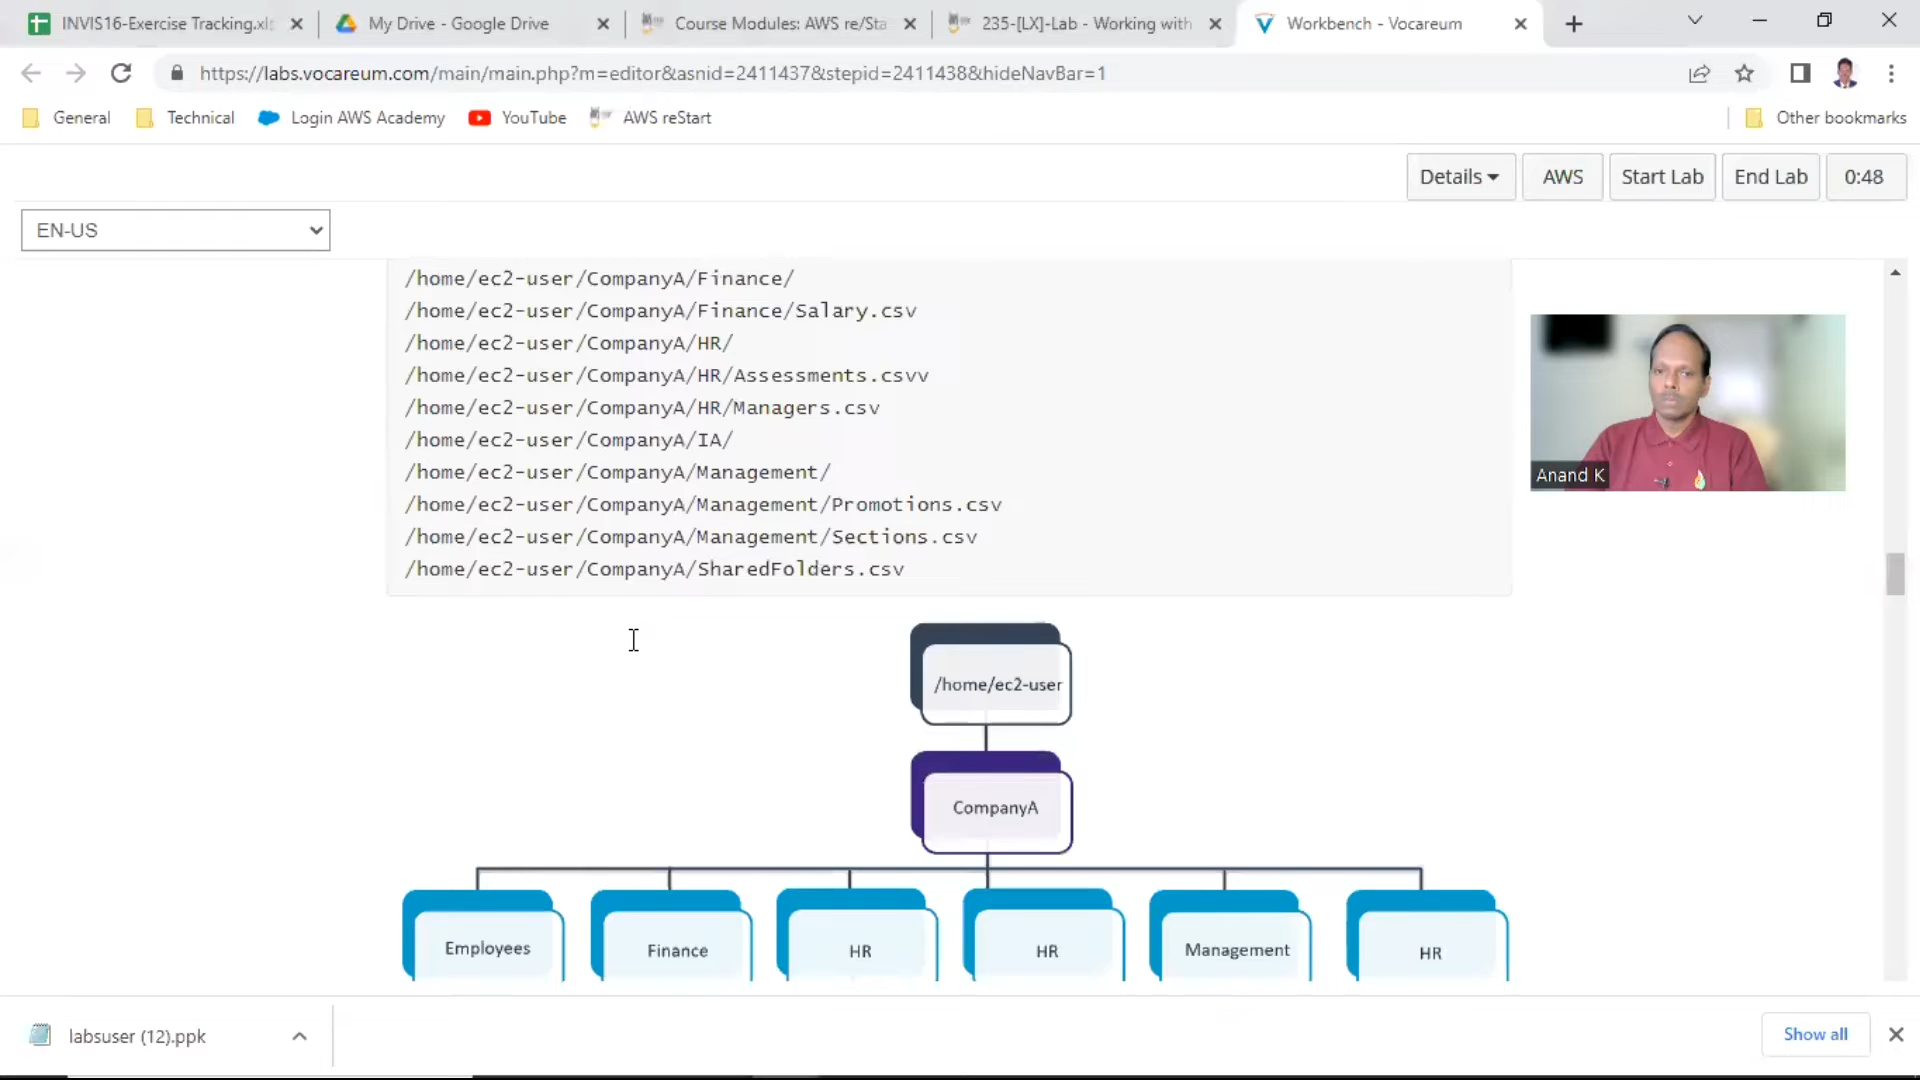 INVIS16-Exercise Tracking.xls
My Drive - Google Drive
Course Modules: AWS re/Sta
235-[LX]-Lab - Working with
Workbench - Vocareum
https://labs.vocareum.com/main/main.php?m=editor&asnid=2411437&stepid=2411438&hideNavBar=1
General
Technical
Login AWS Academy
YouTube
AWS reStart
Other bookmarks
Details
AWS
Start Lab
End Lab
0:48
EN-US
/home/ec2-user/CompanyA/Finance/
/home/ec2-user/CompanyA/Finance/Salary.csv
/home/ec2-user/CompanyA/HR/
/home/ec2-user/CompanyA/HR/Assessments.csvv
/home/ec2-user/CompanyA/HR/Managers.csv
/home/ec2-user/CompanyA/IA/
/home/ec2-user/CompanyA/Management/
/home/ec2-user/CompanyA/Management/Promotions.csv
/home/ec2-user/CompanyA/Management/Sections.csv
/home/ec2-user/CompanyA/SharedFolders.csv
Anand K
/home/ec2-user
CompanyA
Employees
Finance
HR
HR
Management
HR
labsuser (12).ppk
Show all